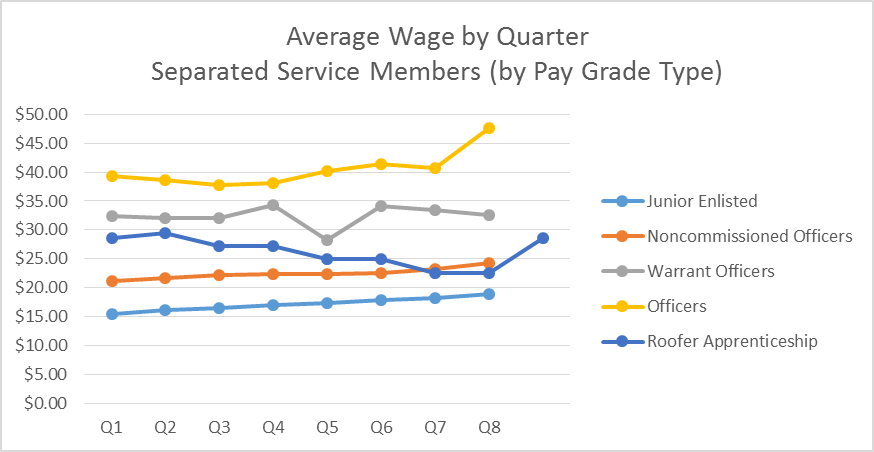 Average Wage by Quarter
Separated Service Members (by Pay Grade Type)
$50.00
$45.00
$40.00
$35.00
$30.00
$25.00
$20.00
$15.00
$10.00
$5.00
$0.00
Q1 Q2 Q3 Q4 Q5 Q6 Q7 Q8
Junior Enlisted
Noncommissioned Officers
Warrant Officers
Officers
Roofer Apprenticeship